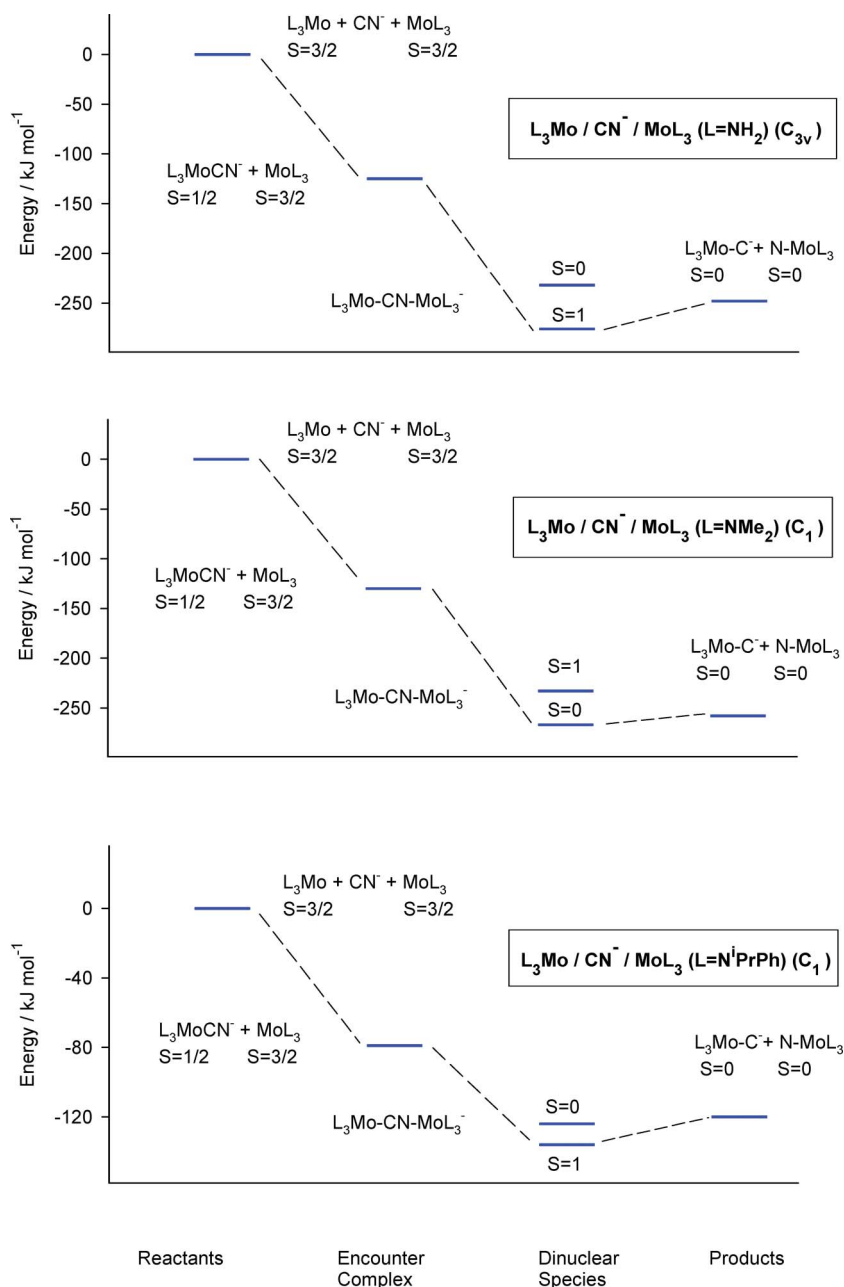 L₃Mo + CN⁻ + MoL₃
S=3/2 S=3/2
0
-50
-100
-150
-200
-250
Energy / kJ mol⁻¹
L₃Mo / CN⁻ / MoL₃ (L=NH₂) (C₃ᵥ)
L₃MoCN⁻ + MoL₃
S=1/2 S=3/2
L₃Mo-CN-MoL₃⁻
S=0
S=1
L₃Mo-C⁻+ N-MoL₃
S=0 S=0
L₃Mo + CN⁻ + MoL₃
S=3/2 S=3/2
0
-50
-100
-150
-200
-250
Energy / kJ mol⁻¹
L₃Mo / CN⁻ / MoL₃ (L=NMe₂) (C₁)
L₃MoCN⁻ + MoL₃
S=1/2 S=3/2
L₃Mo-CN-MoL₃⁻
S=1
S=0
L₃Mo-C⁻+ N-MoL₃
S=0 S=0
L₃Mo + CN⁻ + MoL₃
S=3/2 S=3/2
0
-40
-80
-120
Energy / kJ mol⁻¹
L₃Mo / CN⁻ / MoL₃ (L=NⁱPrPh) (C₁)
L₃MoCN⁻ + MoL₃
S=1/2 S=3/2
L₃Mo-CN-MoL₃⁻
S=0
S=1
L₃Mo-C⁻+ N-MoL₃
S=0 S=0
Reactants
Encounter
Complex
Dinuclear
Species
Products